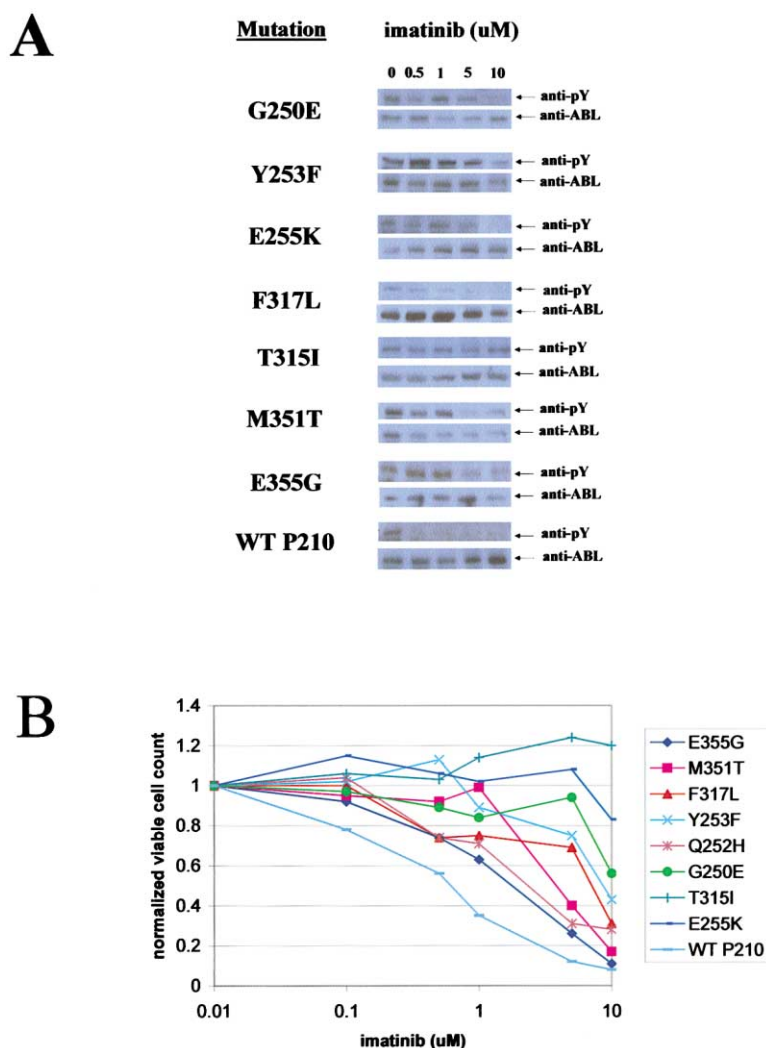 A
Mutation imatinib (uM)
0 0.5 1 5 10
G250E
anti-pY
anti-ABL
Y253F
anti-pY
anti-ABL
E255K
anti-pY
anti-ABL
F317L
anti-pY
anti-ABL
T315I
anti-pY
anti-ABL
M351T
anti-pY
anti-ABL
E355G
anti-pY
anti-ABL
WT P210
anti-pY
anti-ABL
B
normalized viable cell count
1.4
1.2
1
0.8
0.6
0.4
0.2
0
0.01 0.1 1 10
imatinib (uM)
E355G
M351T
F317L
Y253F
Q252H
G250E
T315I
E255K
WT P210